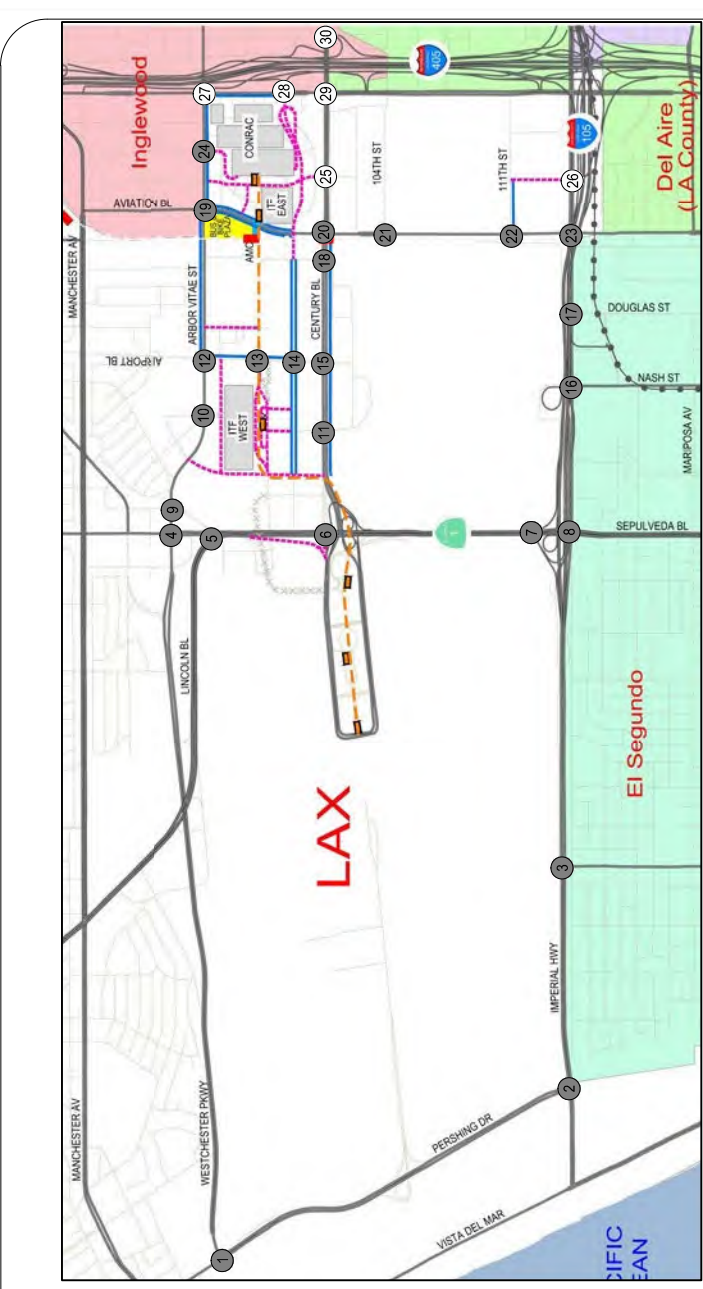 MANCHESTER AV
MANCHESTER AV
Inglewood
AVIATION BL
WESTCHESTER PKWY
LINCOLN BL
ARBOR VITAE ST
AIRPORT BL
BUS
BIKE
PLAZA
CONRAC
ITF
EAST
ITF
WEST
CENTURY BL
LAX
104TH ST
111TH ST
405
105
1
PERSHING DR
VISTA DEL MAR
IMPERIAL HWY
SEPULVEDA BL
NASH ST
DOUGLAS ST
MARIPOSA AV
El Segundo
Del Aire
(LA County)
CIFIC
EAN
1
2
3
4
5
6
7
8
9
10
11
12
13
14
15
16
17
18
19
20
21
22
23
24
25
26
27
28
29
30